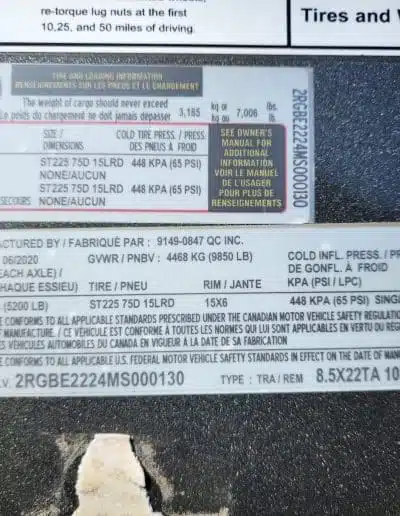 re-torque lug nuts at the first
10,25, and 50 miles of driving.
Tires and
TIRE AND LOADING INFORMATION
RENSEIGNEMENTS SUR LES PNEUS ET LE CHARGEMENT
The weight of cargo should never exceed
Le poids du chargement ne doit jamais dépasser 3,185 kg or kg ou 7,006 lbs. lb.
SIZE / DIMENSIONS COLD TIRE PRESS. / PRESS. DES PNEUS À FROID
ST225 75D 15LRD 448 KPA (65 PSI)
NONE/AUCUN
ST225 75D 15LRD 448 KPA (65 PSI)
SECOURS NONE/AUCUN
SEE OWNER'S
MANUAL FOR
ADDITIONAL
INFORMATION
VOIR LE MANUEL
DE L'USAGER
POUR PLUS DE
RENSEIGNEMENTS
2RGBE2224MS000130
ACTURED BY / FABRIQUÉ PAR : 9149-0847 QC INC.
06/2020 GVWR / PNBV : 4468 KG (9850 LB) COLD INFL. PRESS. / P
EACH AXLE) / DE GONFL. À FROID
HAQUE ESSIEU) TIRE / PNEU RIM / JANTE KPA (PSI / LPC)
(5200 LB) ST225 75D 15LRD 15X6 448 KPA (65 PSI) SING
E CONFORMS TO ALL APPLICABLE STANDARDS PRESCRIBED UNDER THE CANADIAN MOTOR VEHICLE SAFETY REGULATIO
F MANUFACTURE. / CE VÉHICULE EST CONFORME À TOUTES LES NORMES QUI LUI SONT APPLICABLES EN VERTU DU RÉG
ES VÉHICULES AUTOMOBILES DU CANADA EN VIGUEUR À LA DATE DE SA FABRICATION
E CONFORMS TO ALL APPLICABLE U.S. FEDERAL MOTOR VEHICLE SAFETY STANDARDS IN EFFECT ON THE DATE OF MAN
.V. 2RGBE2224MS000130 TYPE : TRA / REM 8.5X22TA 10